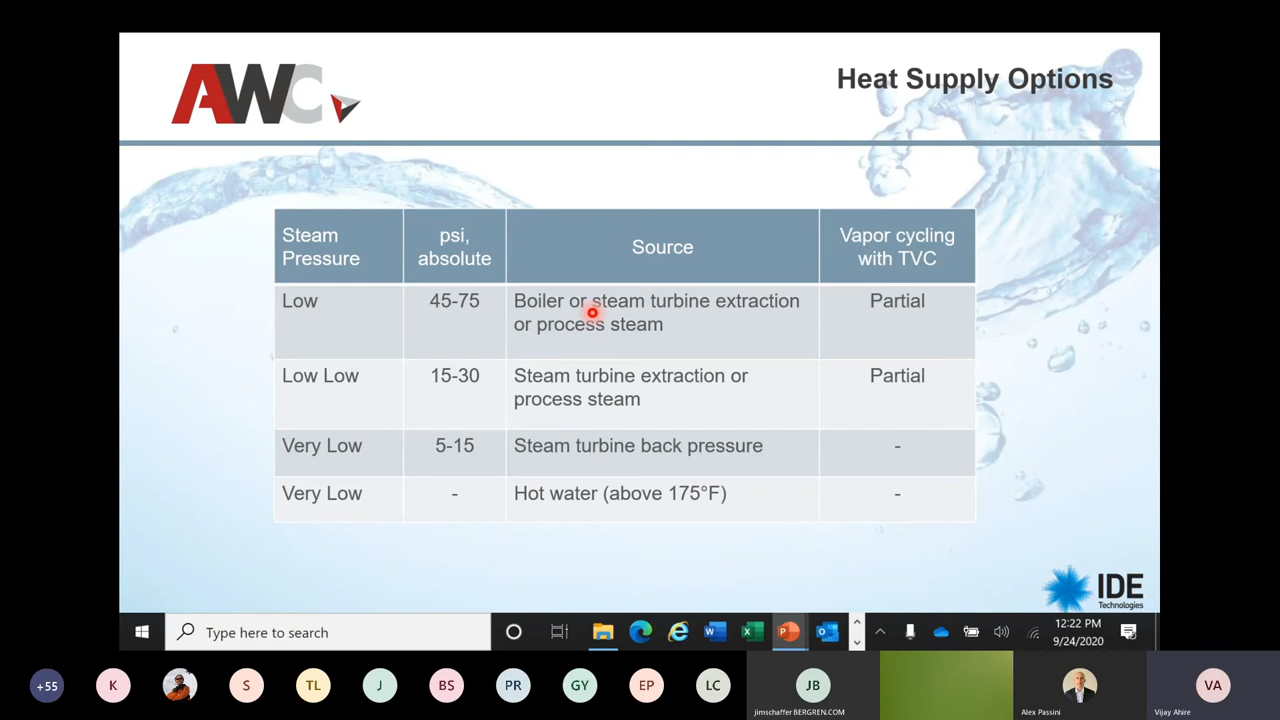 AWC
Heat Supply Options
Steam
Pressure
psi,
absolute
Source
Vapor cycling
with TVC
Low
45-75
Boiler or steam turbine extraction
or process steam
Partial
Low Low
15-30
Steam turbine extraction or
process steam
Partial
Very Low
5-15
Steam turbine back pressure
-
Very Low
-
Hot water (above 175°F)
-
IDE
Technologies
Type here to search
12:22 PM
9/24/2020
+55
K
S
TL
J
BS
PR
GY
EP
LC
JB
VA
jimschaffer BERGREN.COM
Alex Passini
Vijay Ahire